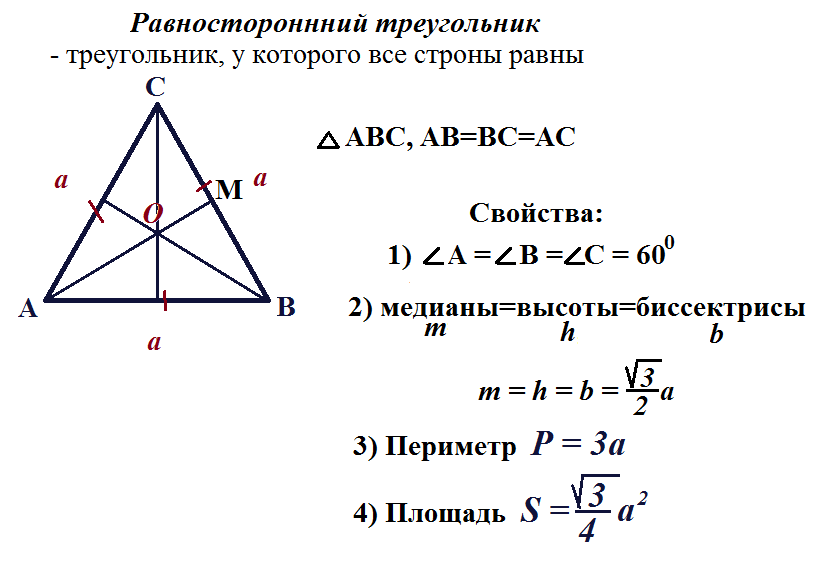 Равностороннний треугольник
- треугольник, у которого все строны равны
C
△ ABC, AB=BC=AC
a
a
M
O
Свойства:
1) ∠A =∠B =∠C = 60⁰
A
B
2) медианы=высоты=биссектрисы
m h b
a
m = h = b = √3/2 a
3) Периметр P = 3a
4) Площадь S = √3/4 a²